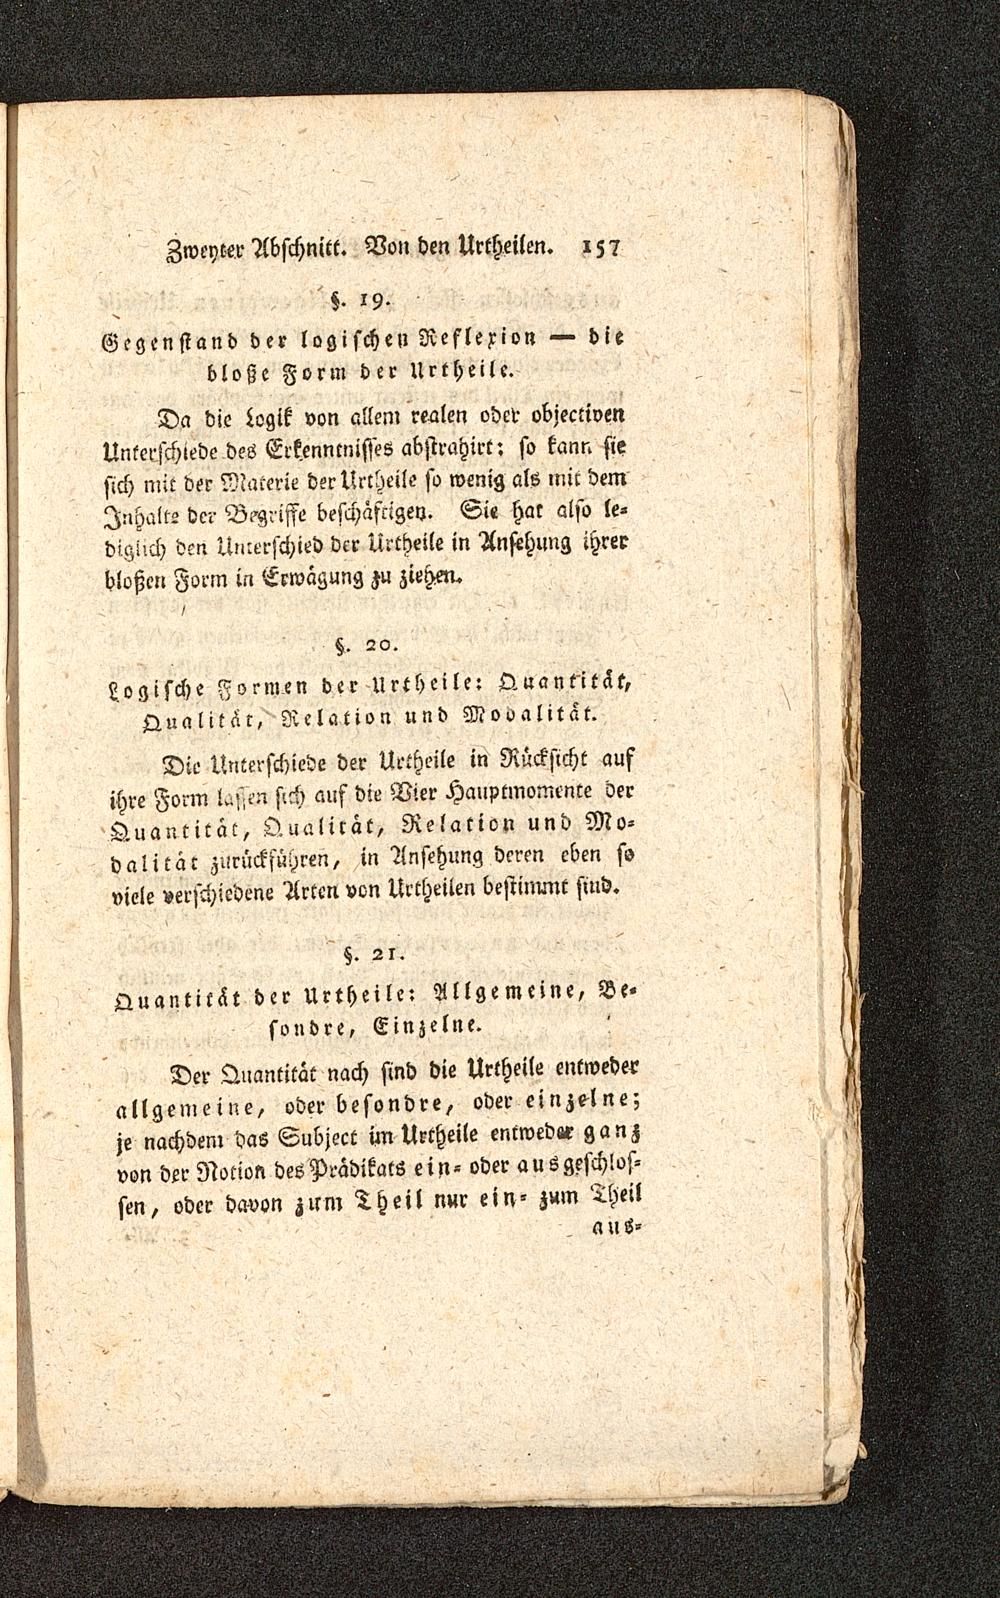 Zweyter Abschnitt. Von den Urtheilen. 157
§. 19.
Gegenstand der logischen Reflexion — die
bloße Form der Urtheile.
Da die Logik von allem realen oder objectiven
Unterschiede des Erkenntnisses abstrahirt; so kann sie
sich mit der Materie der Urtheile so wenig als mit dem
Inhalte der Begriffe beschäftigen. Sie hat also le-
diglich den Unterschied der Urtheile in Ansehung ihrer
bloßen Form in Erwägung zu ziehen.
§. 20.
Logische Formen der Urtheile: Quantität,
Qualität, Relation und Modalität.
Die Unterschiede der Urtheile in Rücksicht auf
ihre Form lassen sich auf die Vier Hauptmomente der
Quantität, Qualität, Relation und Mo-
dalität zurückführen, in Ansehung deren eben so
viele verschiedene Arten von Urtheilen bestimmt sind.
§. 21.
Quantität der Urtheile: Allgemeine, Be-
sondre, Einzelne.
Der Quantität nach sind die Urtheile entweder
allgemeine, oder besondre, oder einzelne;
je nachdem das Subject im Urtheile entweder ganz
von der Notion des Prädikats ein- oder ausgeschlos-
sen, oder davon zum Theil nur ein- zum Theil
aus-